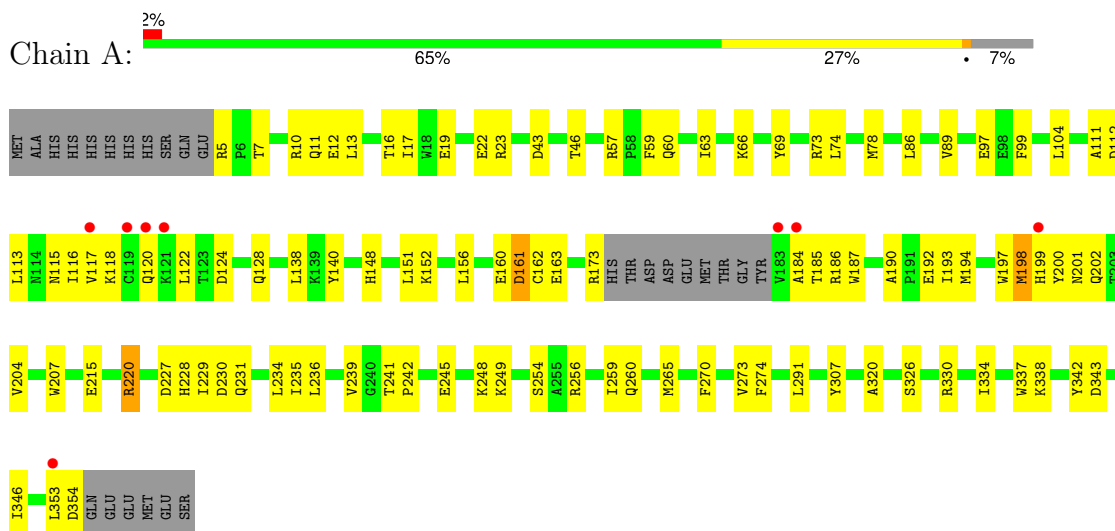 2%
Chain A:
65% 27% • 7%
MET ALA HIS HIS HIS HIS HIS HIS SER GLN GLU R5 P6 T7 R10 Q11 E12 L13 T16 I17 W18 E19 E22 R23 D43 T46 R57 P58 F59 Q60 I63 K66 Y69 R73 L74 M78 L86 V89 E97 E98 F99 L104 A111 D112
L113 N114 N115 I116 V117 K118 C119 Q120 K121 L122 T123 D124 Q128 L138 K139 Y140 H148 L151 K152 L156 E160 D161 C162 E163 R173 HIS THR ASP ASP GLU MET THR GLY TYR V183 A184 T185 R186 W187 A190 P191 E192 I193 M194 W197 M198 H199 Y200 N201 Q202 T203
V204 W207 E215 R220 D227 H228 I229 D230 Q231 L234 I235 L236 V239 G240 T241 P242 E245 K248 K249 S254 A255 R256 I259 Q260 M265 F270 V273 F274 L291 Y307 A320 S326 R330 I334 W337 K338 Y342 D343
I346 L353 D354 GLN GLU GLU MET GLU SER